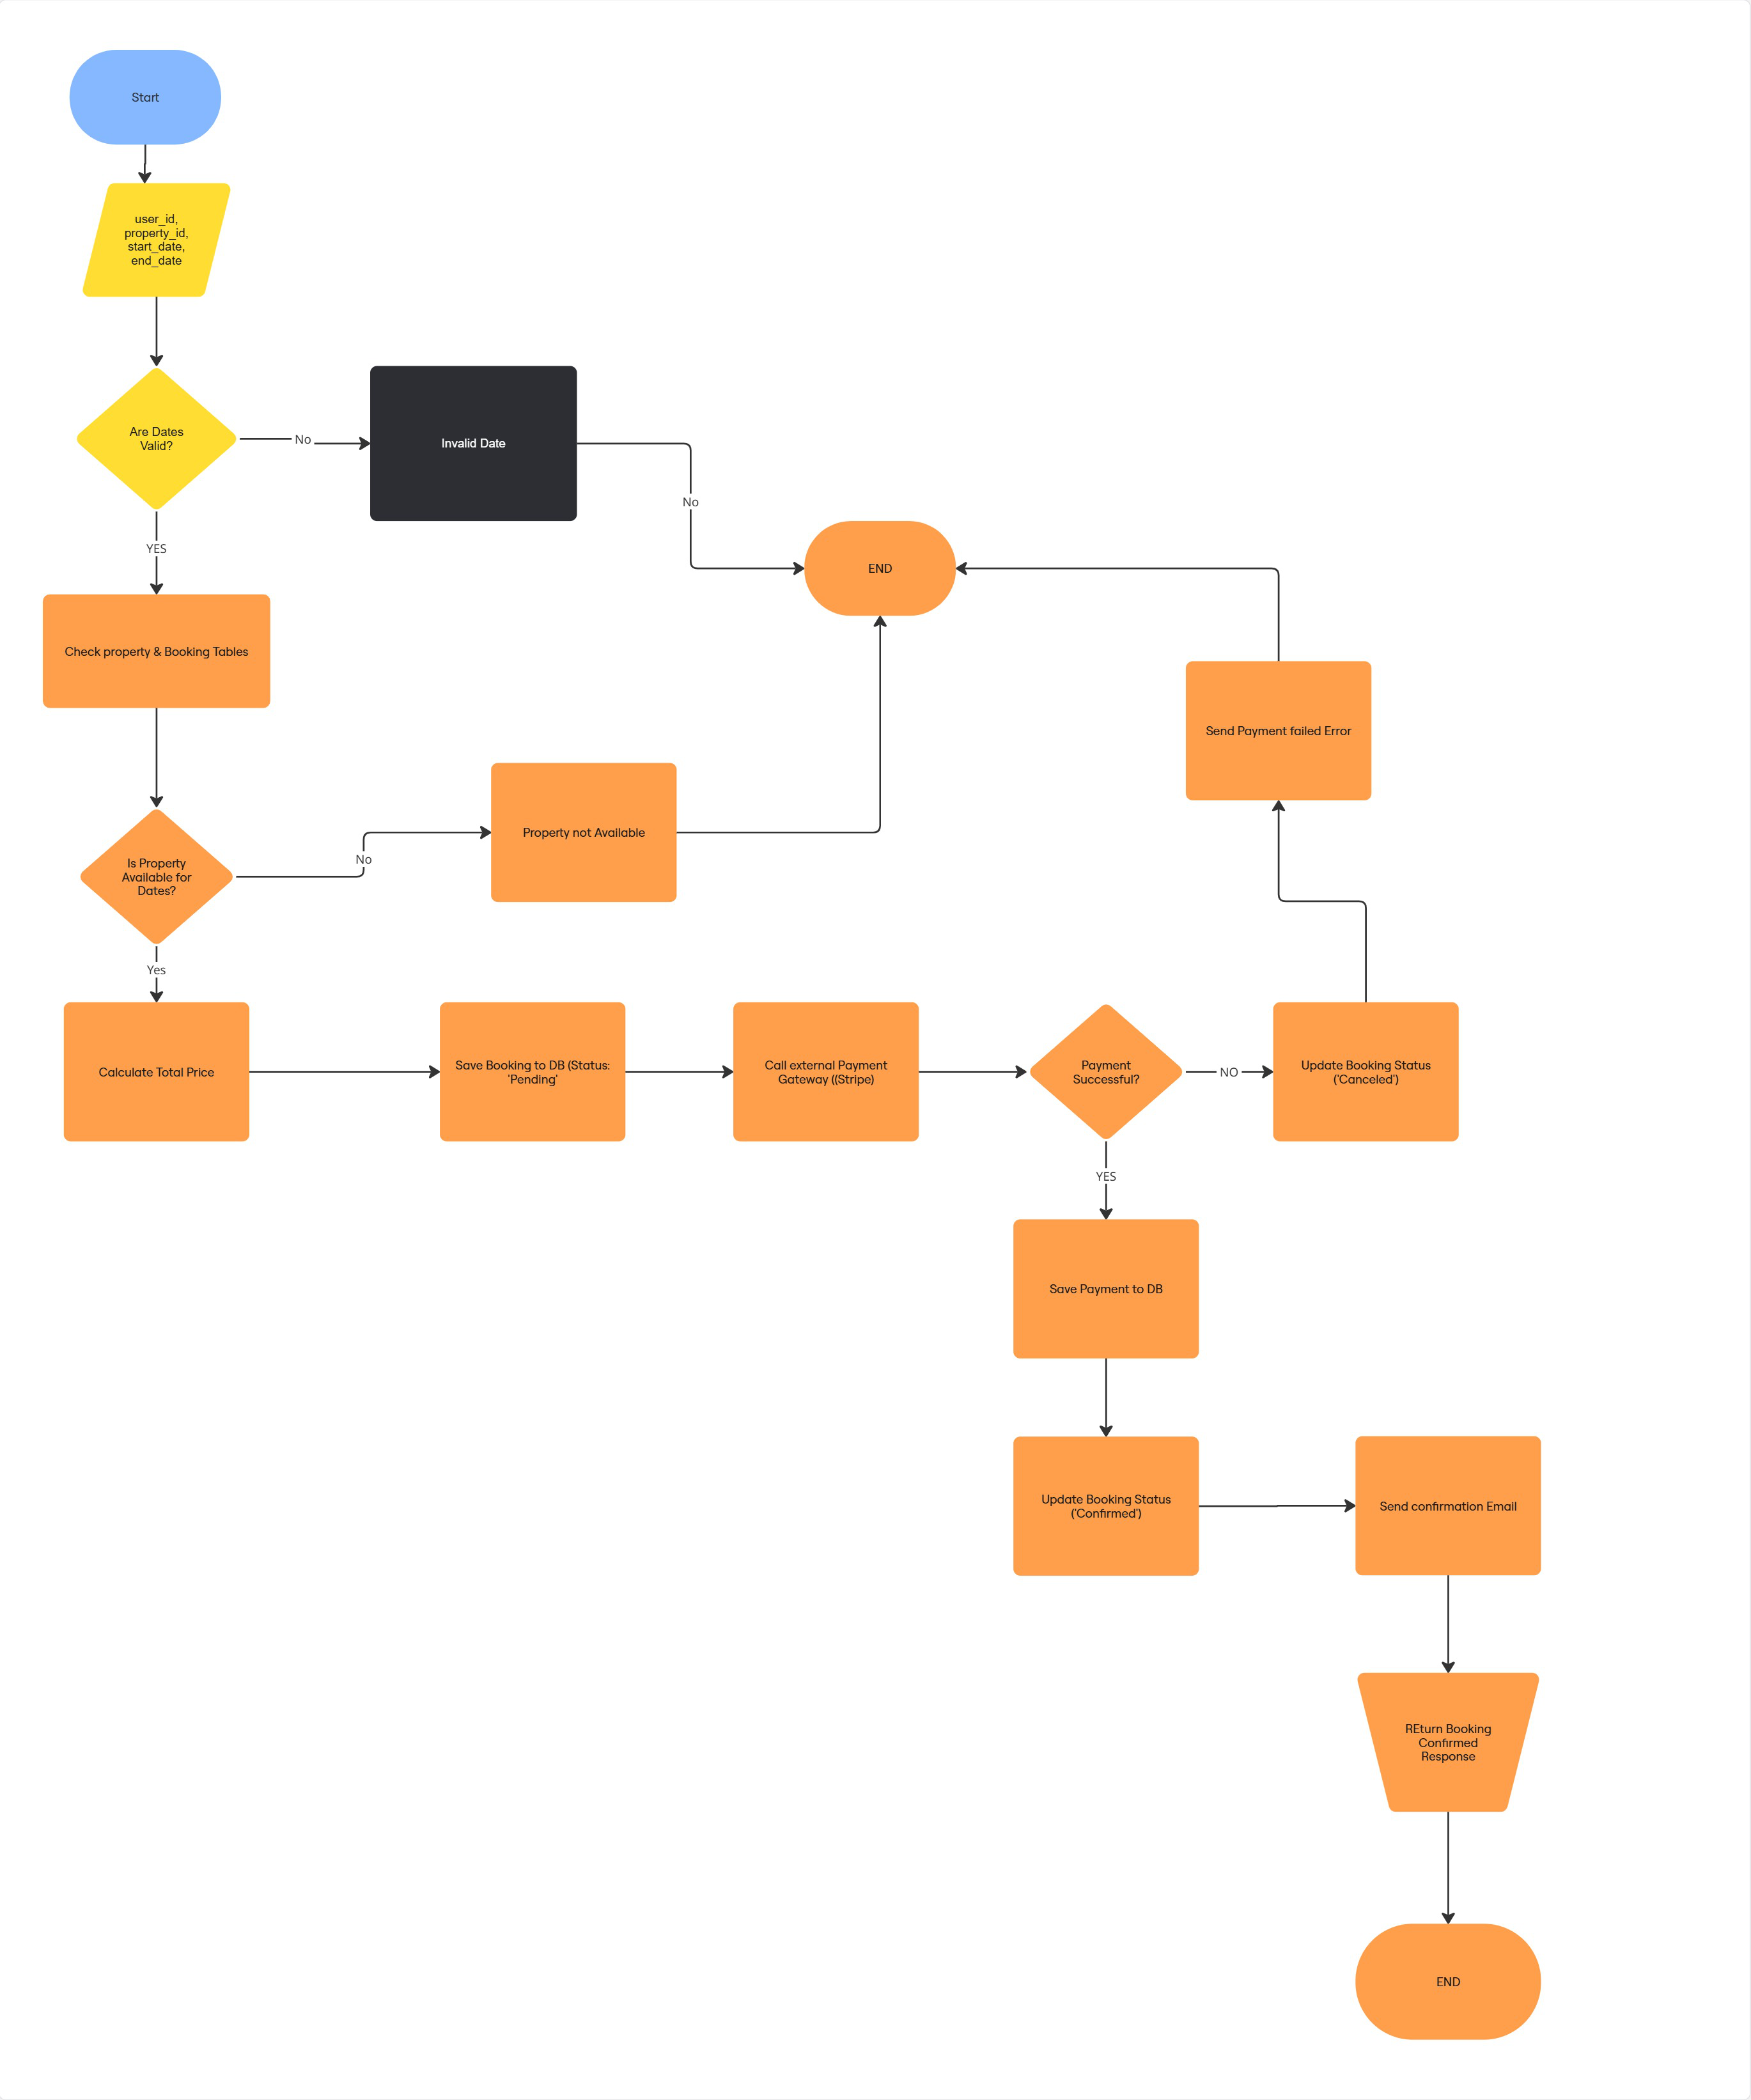 Start
user_id,
property_id,
start_date,
end_date
Are Dates
Valid?
No
Invalid Date
No
YES
END
Check property & Booking Tables
Send Payment failed Error
Property not Available
Is Property
Available for
Dates?
No
Yes
Calculate Total Price
Save Booking to DB (Status:
'Pending'
Call external Payment
Gateway ((Stripe)
Payment
Successful?
NO
Update Booking Status
('Canceled')
YES
Save Payment to DB
Update Booking Status
('Confirmed')
Send confirmation Email
REturn Booking
Confirmed
Response
END